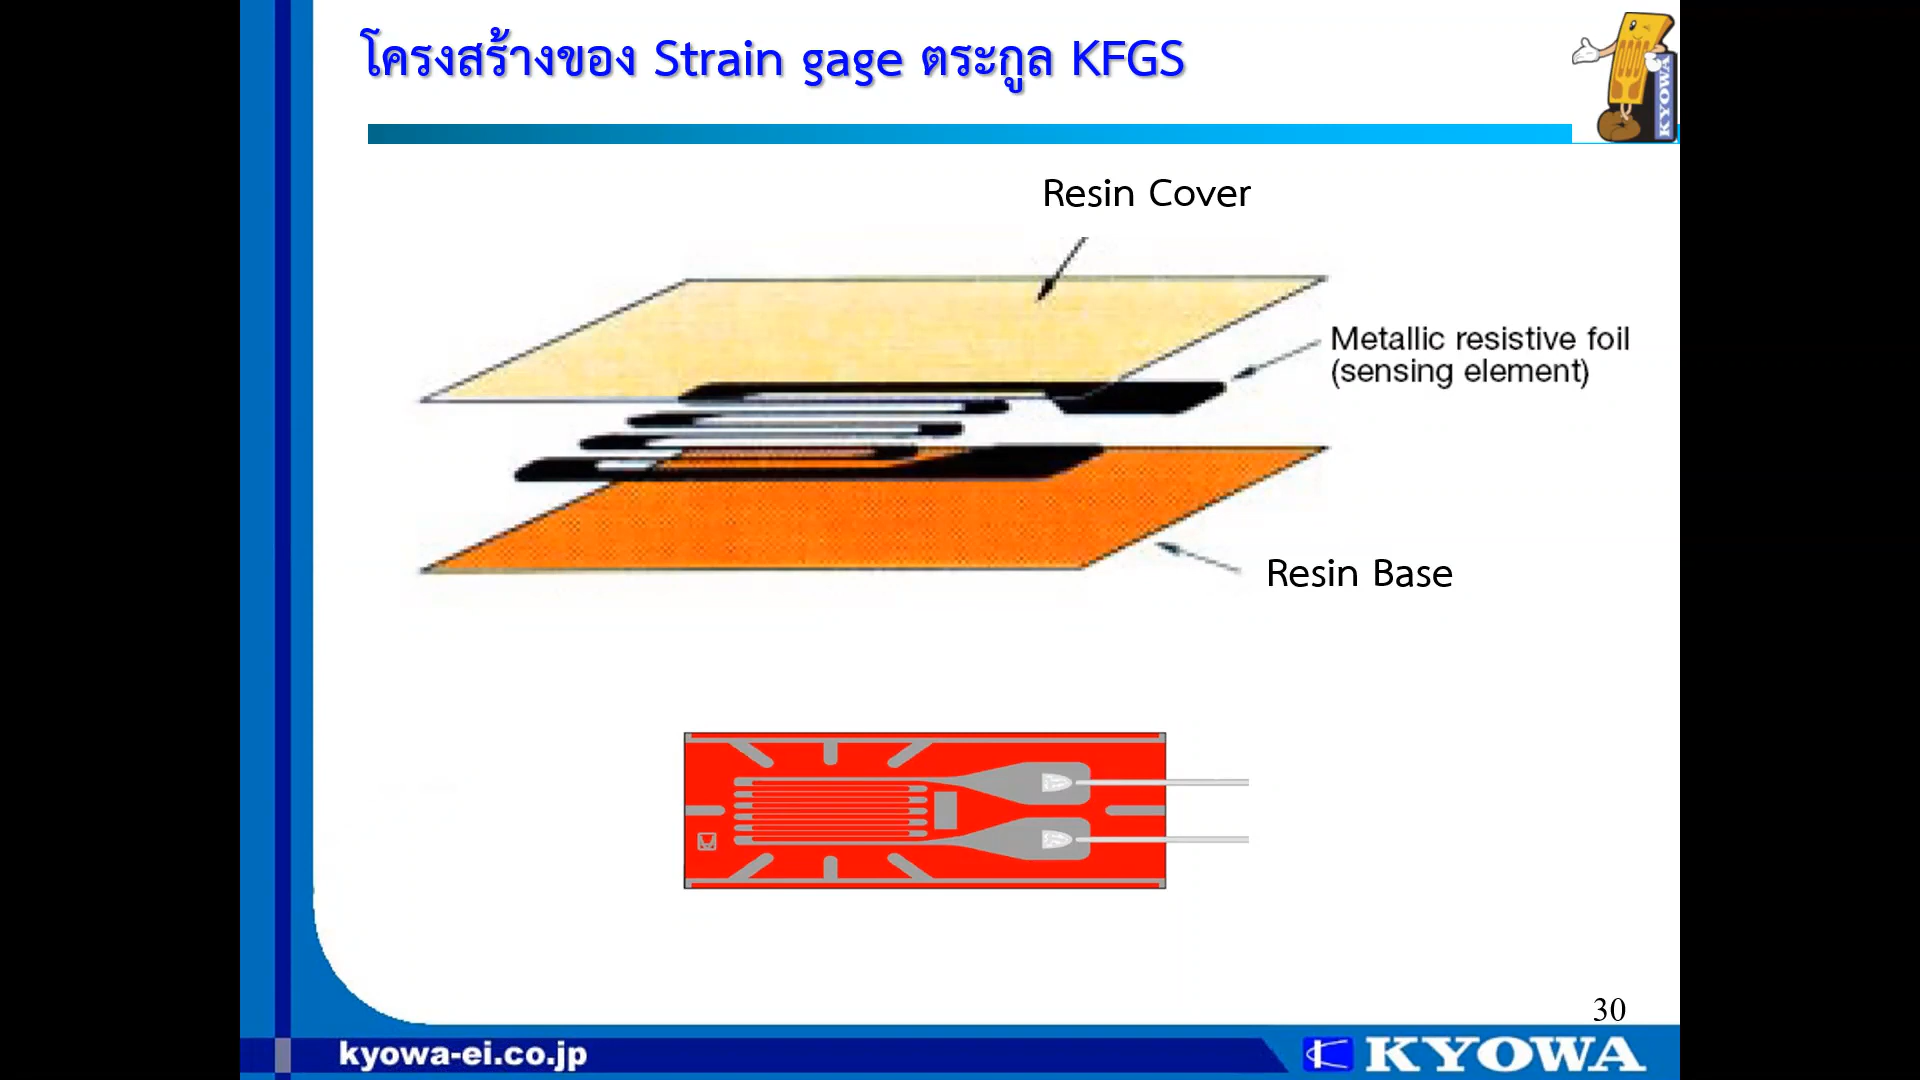 โครงสร้างของ Strain gage ตระกูล KFGS
KYOWA
Resin Cover
Metallic resistive foil
(sensing element)
Resin Base
30
kyowa-ei.co.jp
KYOWA